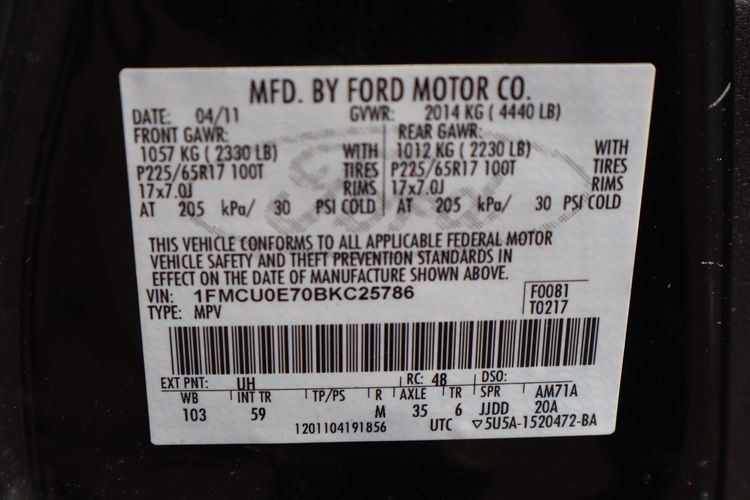 MFD. BY FORD MOTOR CO.
DATE: 04/11 GVWR: 2014 KG ( 4440 LB)
FRONT GAWR: REAR GAWR:
1057 KG ( 2330 LB) WITH 1012 KG ( 2230 LB) WITH
P225/65R17 100T TIRES P225/65R17 100T TIRES
17x7.0J RIMS 17x7.0J RIMS
AT 205 kPa/ 30 PSI COLD AT 205 kPa/ 30 PSI COLD
THIS VEHICLE CONFORMS TO ALL APPLICABLE FEDERAL MOTOR
VEHICLE SAFETY AND THEFT PREVENTION STANDARDS IN
EFFECT ON THE DATE OF MANUFACTURE SHOWN ABOVE.
VIN: 1FMCU0E70BKC25786 F0081
TYPE: MPV T0217
EXT PNT: UH RC: 48 DSO:
WB INT TR TP/PS R AXLE TR SPR AM71A
103 59 M 35 6 JJDD 20A
1201104191856 UTC ▽5U5A-1520472-BA